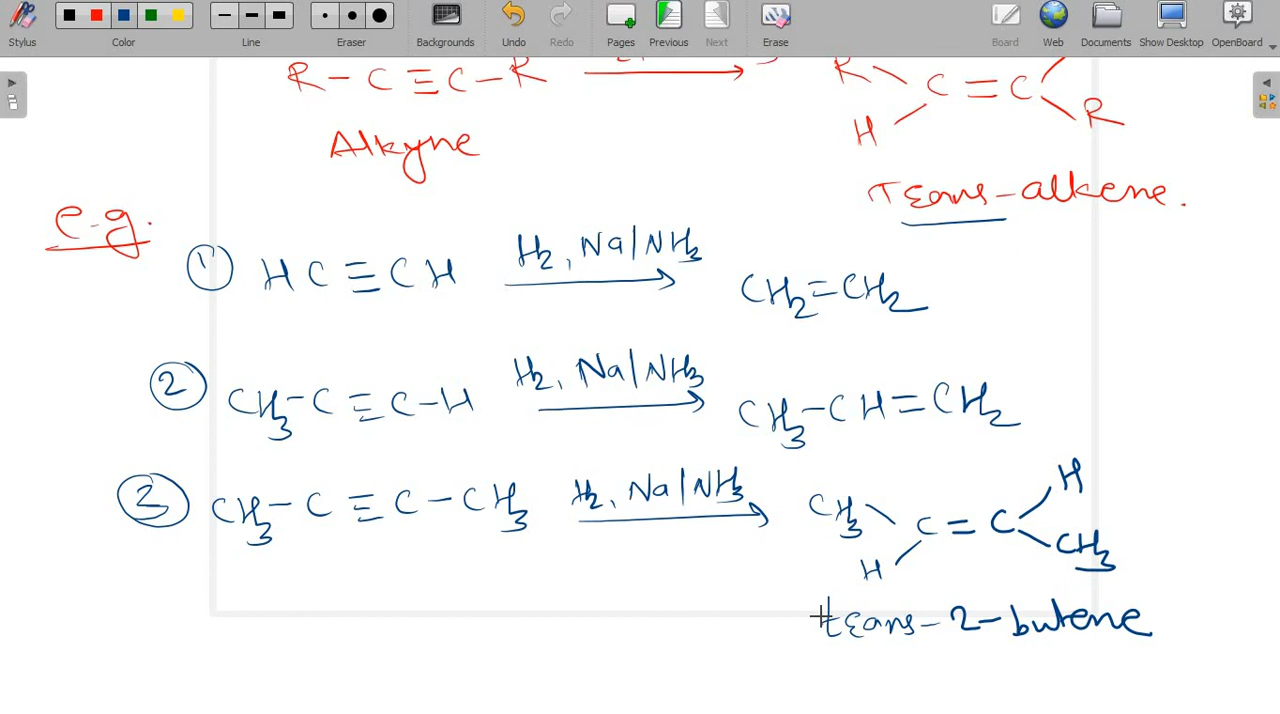 Stylus Color Line Eraser Backgrounds Undo Redo Pages Previous Next Erase Board Web Documents Show Desktop OpenBoard
R-C≡C-R → R C=C R
H
Alkyne
Trans-alkene.
e.g.
① HC≡CH H2, Na/NH2 → CH2=CH2
② CH3-C≡C-H H2, Na/NH3 → CH3-CH=CH2
③ CH3-C≡C-CH3 H2, Na/NH3 → CH3 C=C H
H CH3
trans-2-butene